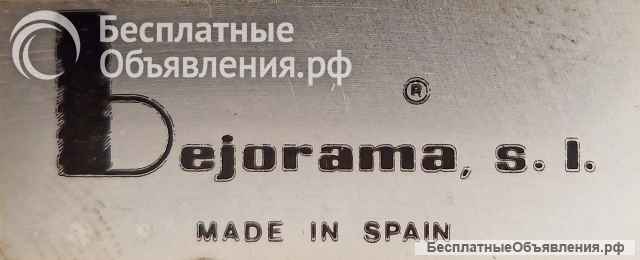 Бесплатные
Объявления.рф
®
bejorama, s.l.
MADE IN SPAIN
БесплатныеОбъявления.рф